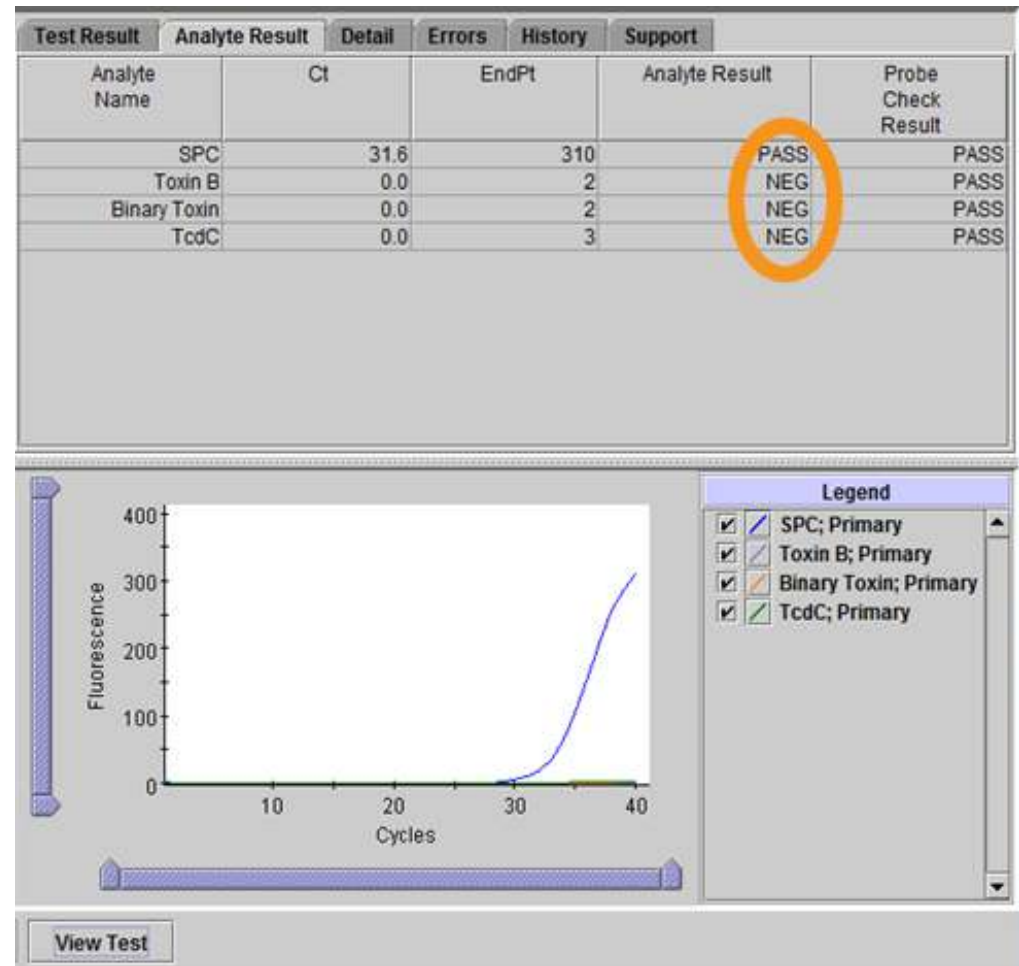 Test Result Analyte Result Detail Errors History Support
Analyte Name Ct EndPt Analyte Result Probe Check Result
SPC 31.6 310 PASS PASS
Toxin B 0.0 2 NEG PASS
Binary Toxin 0.0 2 NEG PASS
TcdC 0.0 3 NEG PASS
Fluorescence
400
300
200
100
0
10 20 30 40
Cycles
Legend
SPC; Primary
Toxin B; Primary
Binary Toxin; Primary
TcdC; Primary
View Test